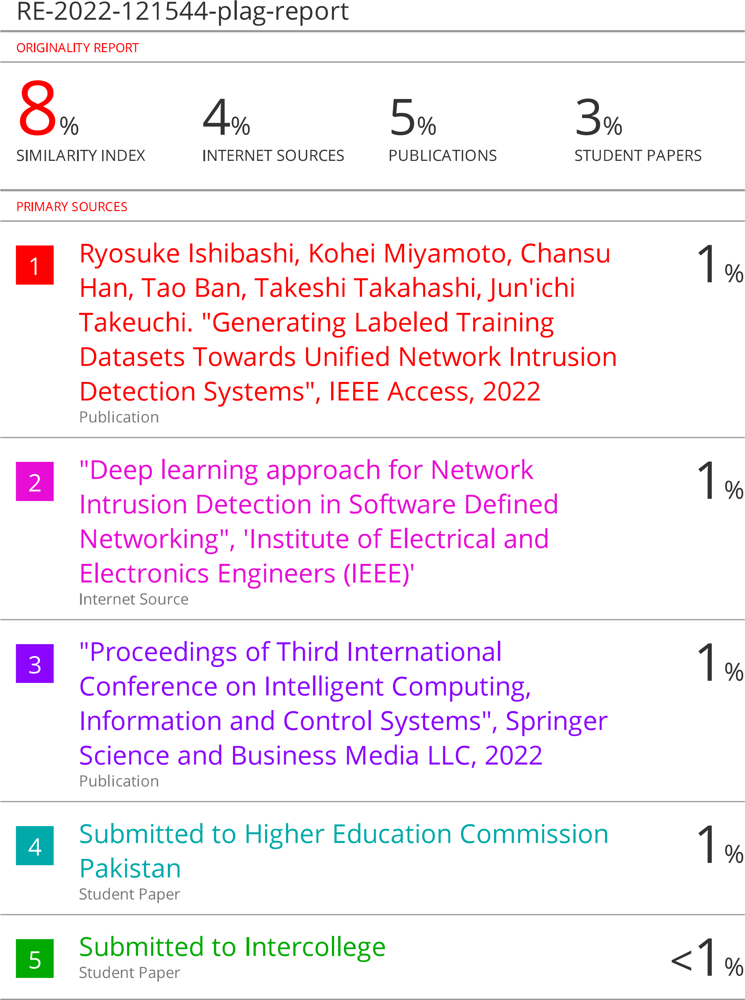 RE-2022-121544-plag-report
ORIGINALITY REPORT
8% 4% 5% 3%
SIMILARITY INDEX INTERNET SOURCES PUBLICATIONS STUDENT PAPERS
PRIMARY SOURCES
1 Ryosuke Ishibashi, Kohei Miyamoto, Chansu 1%
Han, Tao Ban, Takeshi Takahashi, Jun'ichi
Takeuchi. "Generating Labeled Training
Datasets Towards Unified Network Intrusion
Detection Systems", IEEE Access, 2022
Publication
2 "Deep learning approach for Network 1%
Intrusion Detection in Software Defined
Networking", 'Institute of Electrical and
Electronics Engineers (IEEE)'
Internet Source
3 "Proceedings of Third International 1%
Conference on Intelligent Computing,
Information and Control Systems", Springer
Science and Business Media LLC, 2022
Publication
4 Submitted to Higher Education Commission 1%
Pakistan
Student Paper
5 Submitted to Intercollege <1%
Student Paper